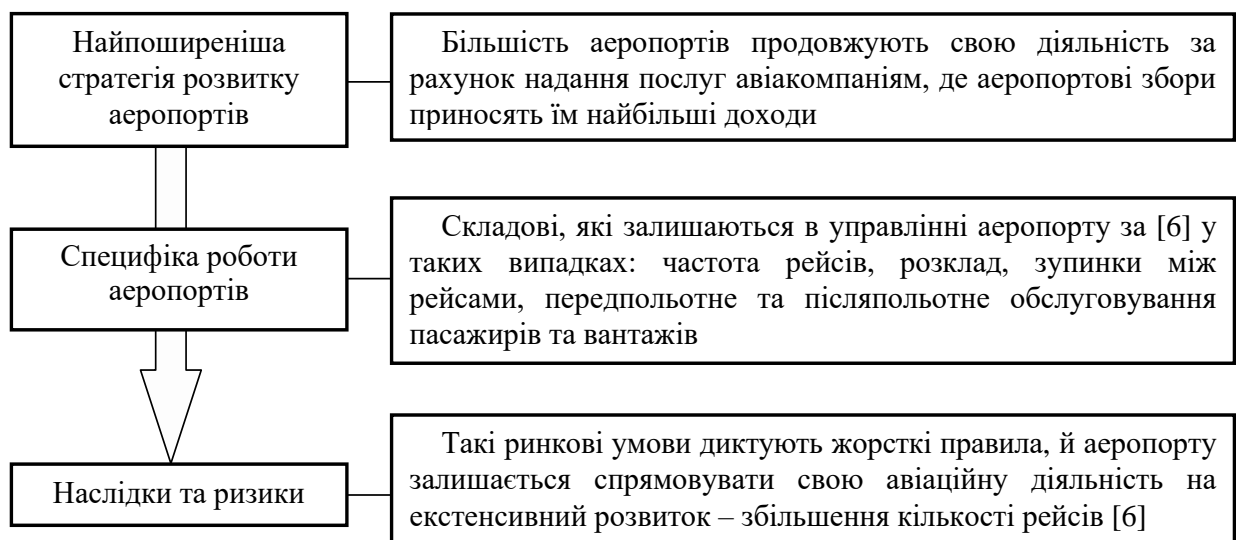 Найпоширеніша
стратегія розвитку
аеропортів
Більшість аеропортів продовжують свою діяльність за
рахунок надання послуг авіакомпаніям, де аеропортові збори
приносять їм найбільші доходи
Специфіка роботи
аеропортів
Складові, які залишаються в управлінні аеропорту за [6] у
таких випадках: частота рейсів, розклад, зупинки між
рейсами, передпольотне та післяпольотне обслуговування
пасажирів та вантажів
Наслідки та ризики
Такі ринкові умови диктують жорсткі правила, й аеропорту
залишається спрямовувати свою авіаційну діяльність на
екстенсивний розвиток – збільшення кількості рейсів [6]